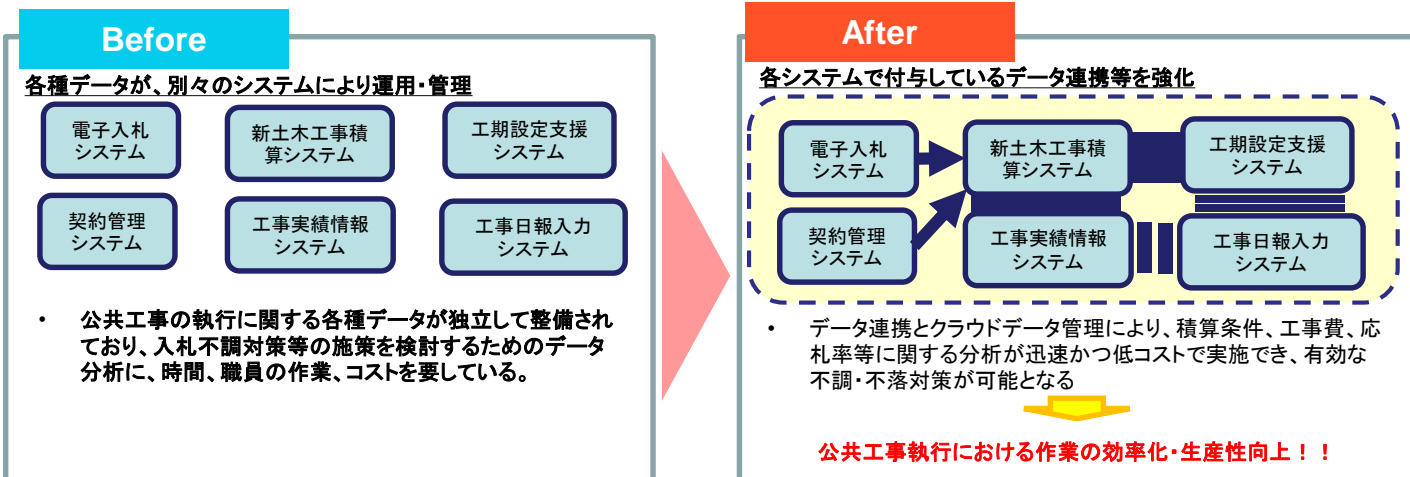 Before
各種データが、別々のシステムにより運用・管理
電子入札
システム
新土木工事積
算システム
工期設定支援
システム
契約管理
システム
工事実績情報
システム
工事日報入力
システム
・ 公共工事の執行に関する各種データが独立して整備され
ており、入札不調対策等の施策を検討するためのデータ
分析に、時間、職員の作業、コストを要している。
After
各システムで付与しているデータ連携等を強化
電子入札
システム
新土木工事積
算システム
工期設定支援
システム
契約管理
システム
工事実績情報
システム
工事日報入力
システム
・ データ連携とクラウドデータ管理により、積算条件、工事費、応
札率等に関する分析が迅速かつ低コストで実施でき、有効な
不調・不落対策が可能となる
公共工事執行における作業の効率化・生産性向上！！